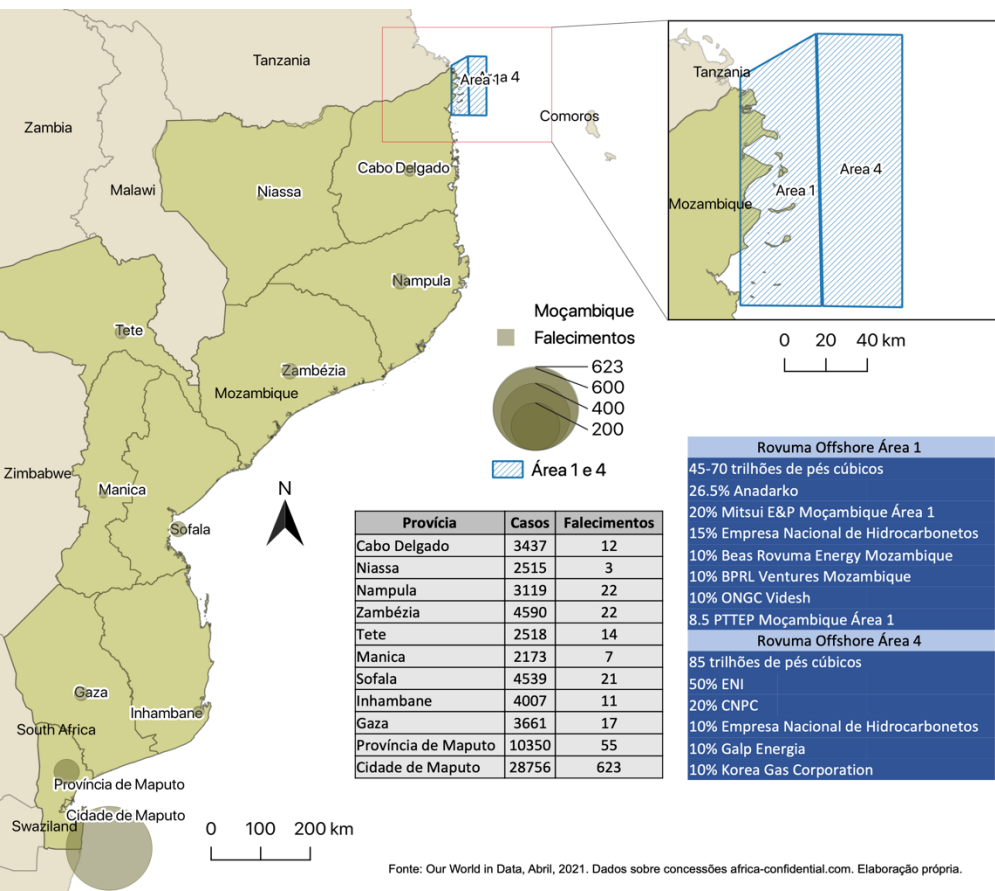 Tanzania
Zambia
Malawi
Comoros
Area 1
Area 4
Cabo Delgado
Niassa
Nampula
Tete
Zambézia
Mozambique
Zimbabwe
Manica
Sofala
Gaza
Inhambane
South Africa
Província de Maputo
Cidade de Maputo
Swaziland
0 100 200 km
N
Tanzania
Mozambique
Area 1
Area 4
0 20 40 km
Moçambique
Falecimentos
623
600
400
200
Área 1 e 4
Provícia Casos Falecimentos
Cabo Delgado 3437 12
Niassa 2515 3
Nampula 3119 22
Zambézia 4590 22
Tete 2518 14
Manica 2173 7
Sofala 4539 21
Inhambane 4007 11
Gaza 3661 17
Província de Maputo 10350 55
Cidade de Maputo 28756 623
Rovuma Offshore Área 1
45-70 trilhões de pés cúbicos
26.5% Anadarko
20% Mitsui E&P Moçambique Área 1
15% Empresa Nacional de Hidrocarbonetos
10% Beas Rovuma Energy Mozambique
10% BPRL Ventures Mozambique
10% ONGC Videsh
8.5 PTTEP Moçambique Área 1
Rovuma Offshore Área 4
85 trilhões de pés cúbicos
50% ENI
20% CNPC
10% Empresa Nacional de Hidrocarbonetos
10% Galp Energia
10% Korea Gas Corporation
Fonte: Our World in Data, Abril, 2021. Dados sobre concessões africa-confidential.com. Elaboração própria.